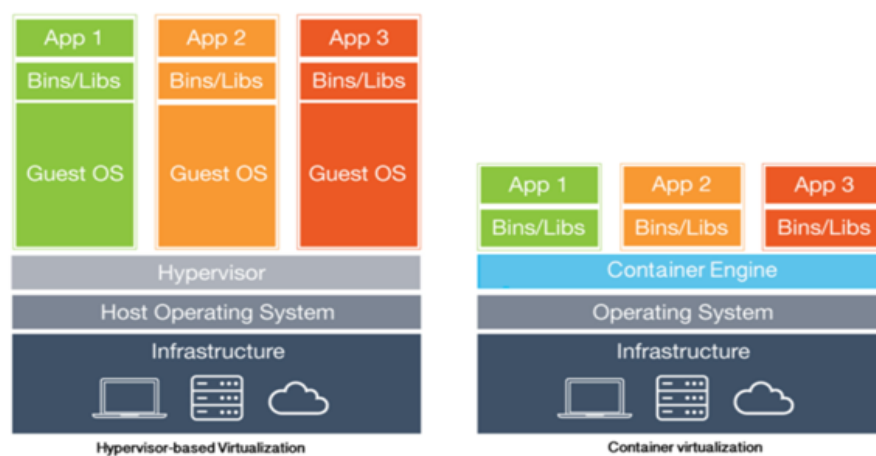 App 1
App 2
App 3
Bins/Libs
Bins/Libs
Bins/Libs
Guest OS
Guest OS
Guest OS
Hypervisor
Host Operating System
Infrastructure
Hypervisor-based Virtualization
App 1
App 2
App 3
Bins/Libs
Bins/Libs
Bins/Libs
Container Engine
Operating System
Infrastructure
Container virtualization